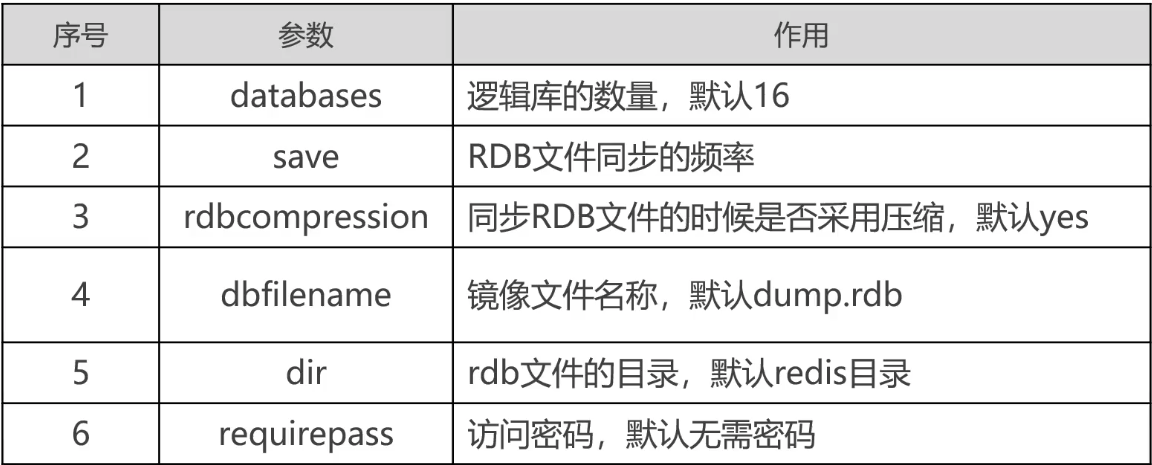 序号 参数 作用
1 databases 逻辑库的数量，默认16
2 save RDB文件同步的频率
3 rdbcompression 同步RDB文件的时候是否采用压缩，默认yes
4 dbfilename 镜像文件名称，默认dump.rdb
5 dir rdb文件的目录，默认redis目录
6 requirepass 访问密码，默认无需密码